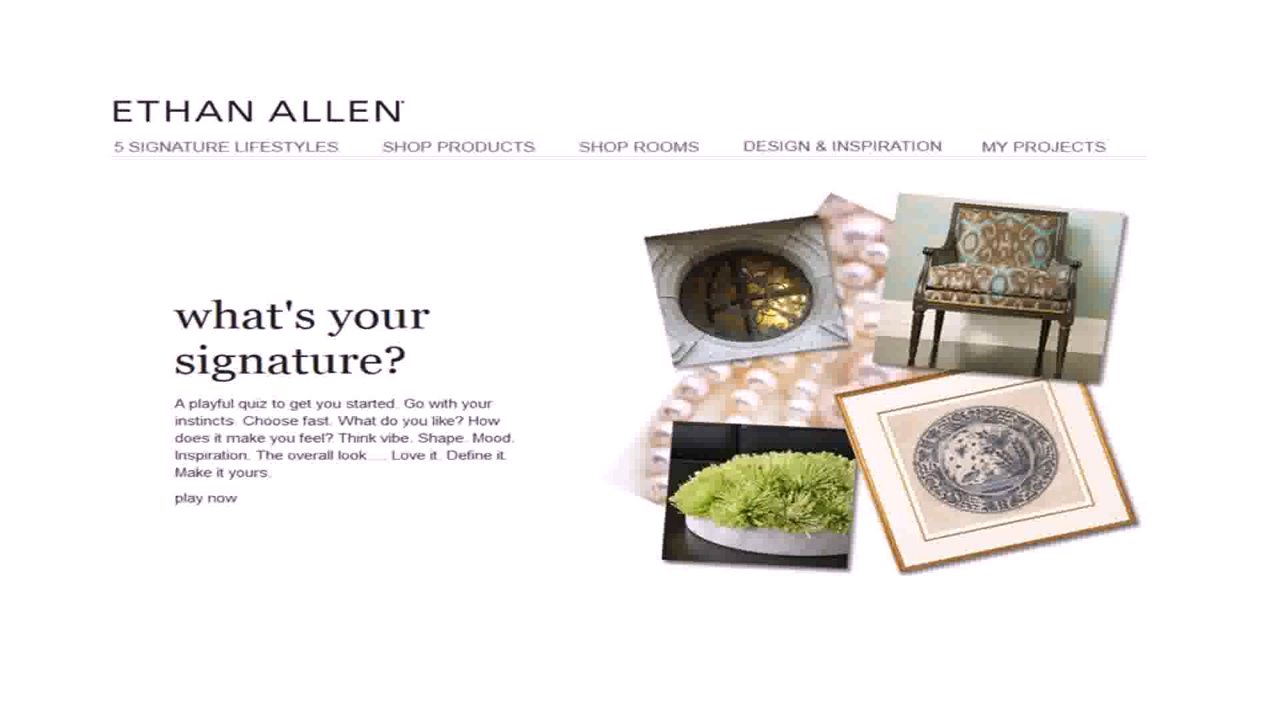 ETHAN ALLEN
5 SIGNATURE LIFESTYLES SHOP PRODUCTS SHOP ROOMS DESIGN & INSPIRATION MY PROJECTS
what's your
signature?
A playful quiz to get you started. Go with your
instincts. Choose fast. What do you like? How
does it make you feel? Think vibe. Shape. Mood.
Inspiration. The overall look..... Love it. Define it.
Make it yours.
play now